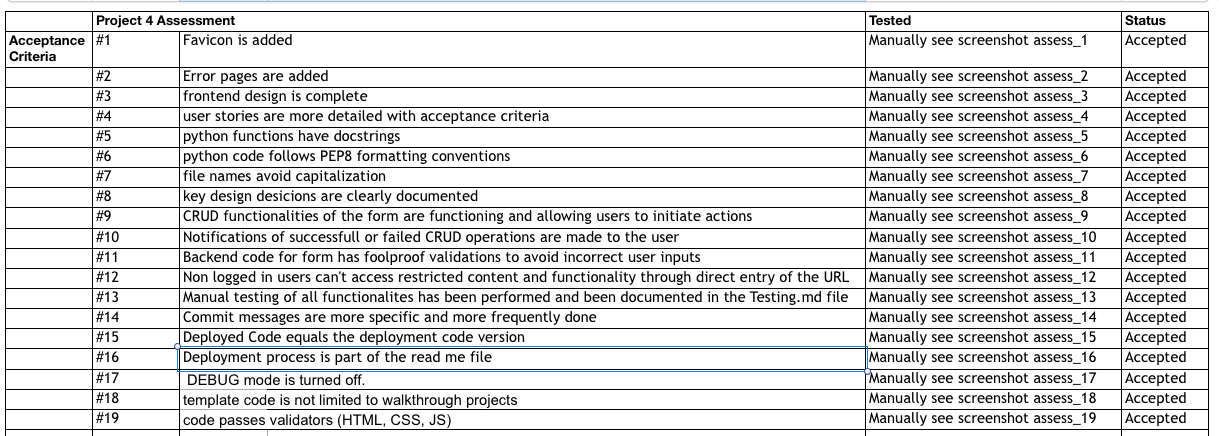 Project 4 Assessment Tested Status
Acceptance Criteria #1 Favicon is added Manually see screenshot assess_1 Accepted
#2 Error pages are added Manually see screenshot assess_2 Accepted
#3 frontend design is complete Manually see screenshot assess_3 Accepted
#4 user stories are more detailed with acceptance criteria Manually see screenshot assess_4 Accepted
#5 python functions have docstrings Manually see screenshot assess_5 Accepted
#6 python code follows PEP8 formatting conventions Manually see screenshot assess_6 Accepted
#7 file names avoid capitalization Manually see screenshot assess_7 Accepted
#8 key design desicions are clearly documented Manually see screenshot assess_8 Accepted
#9 CRUD functionalities of the form are functioning and allowing users to initiate actions Manually see screenshot assess_9 Accepted
#10 Notifications of successfull or failed CRUD operations are made to the user Manually see screenshot assess_10 Accepted
#11 Backend code for form has foolproof validations to avoid incorrect user inputs Manually see screenshot assess_11 Accepted
#12 Non logged in users can't access restricted content and functionality through direct entry of the URL Manually see screenshot assess_12 Accepted
#13 Manual testing of all functionalites has been performed and been documented in the Testing.md file Manually see screenshot assess_13 Accepted
#14 Commit messages are more specific and more frequently done Manually see screenshot assess_14 Accepted
#15 Deployed Code equals the deployment code version Manually see screenshot assess_15 Accepted
#16 Deployment process is part of the read me file Manually see screenshot assess_16 Accepted
#17 DEBUG mode is turned off. Manually see screenshot assess_17 Accepted
#18 template code is not limited to walkthrough projects Manually see screenshot assess_18 Accepted
#19 code passes validators (HTML, CSS, JS) Manually see screenshot assess_19 Accepted